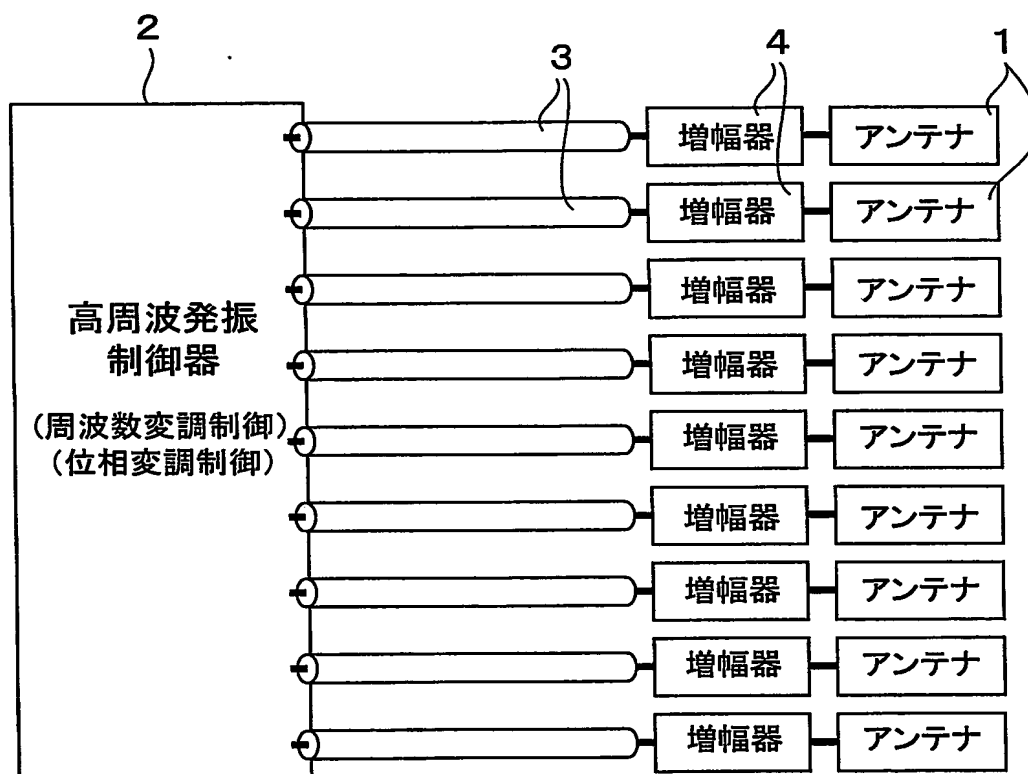 2
3
4
1
増幅器 アンテナ
増幅器 アンテナ
増幅器 アンテナ
増幅器 アンテナ
増幅器 アンテナ
増幅器 アンテナ
増幅器 アンテナ
増幅器 アンテナ
増幅器 アンテナ
高周波発振
制御器
(周波数変調制御)
(位相変調制御)